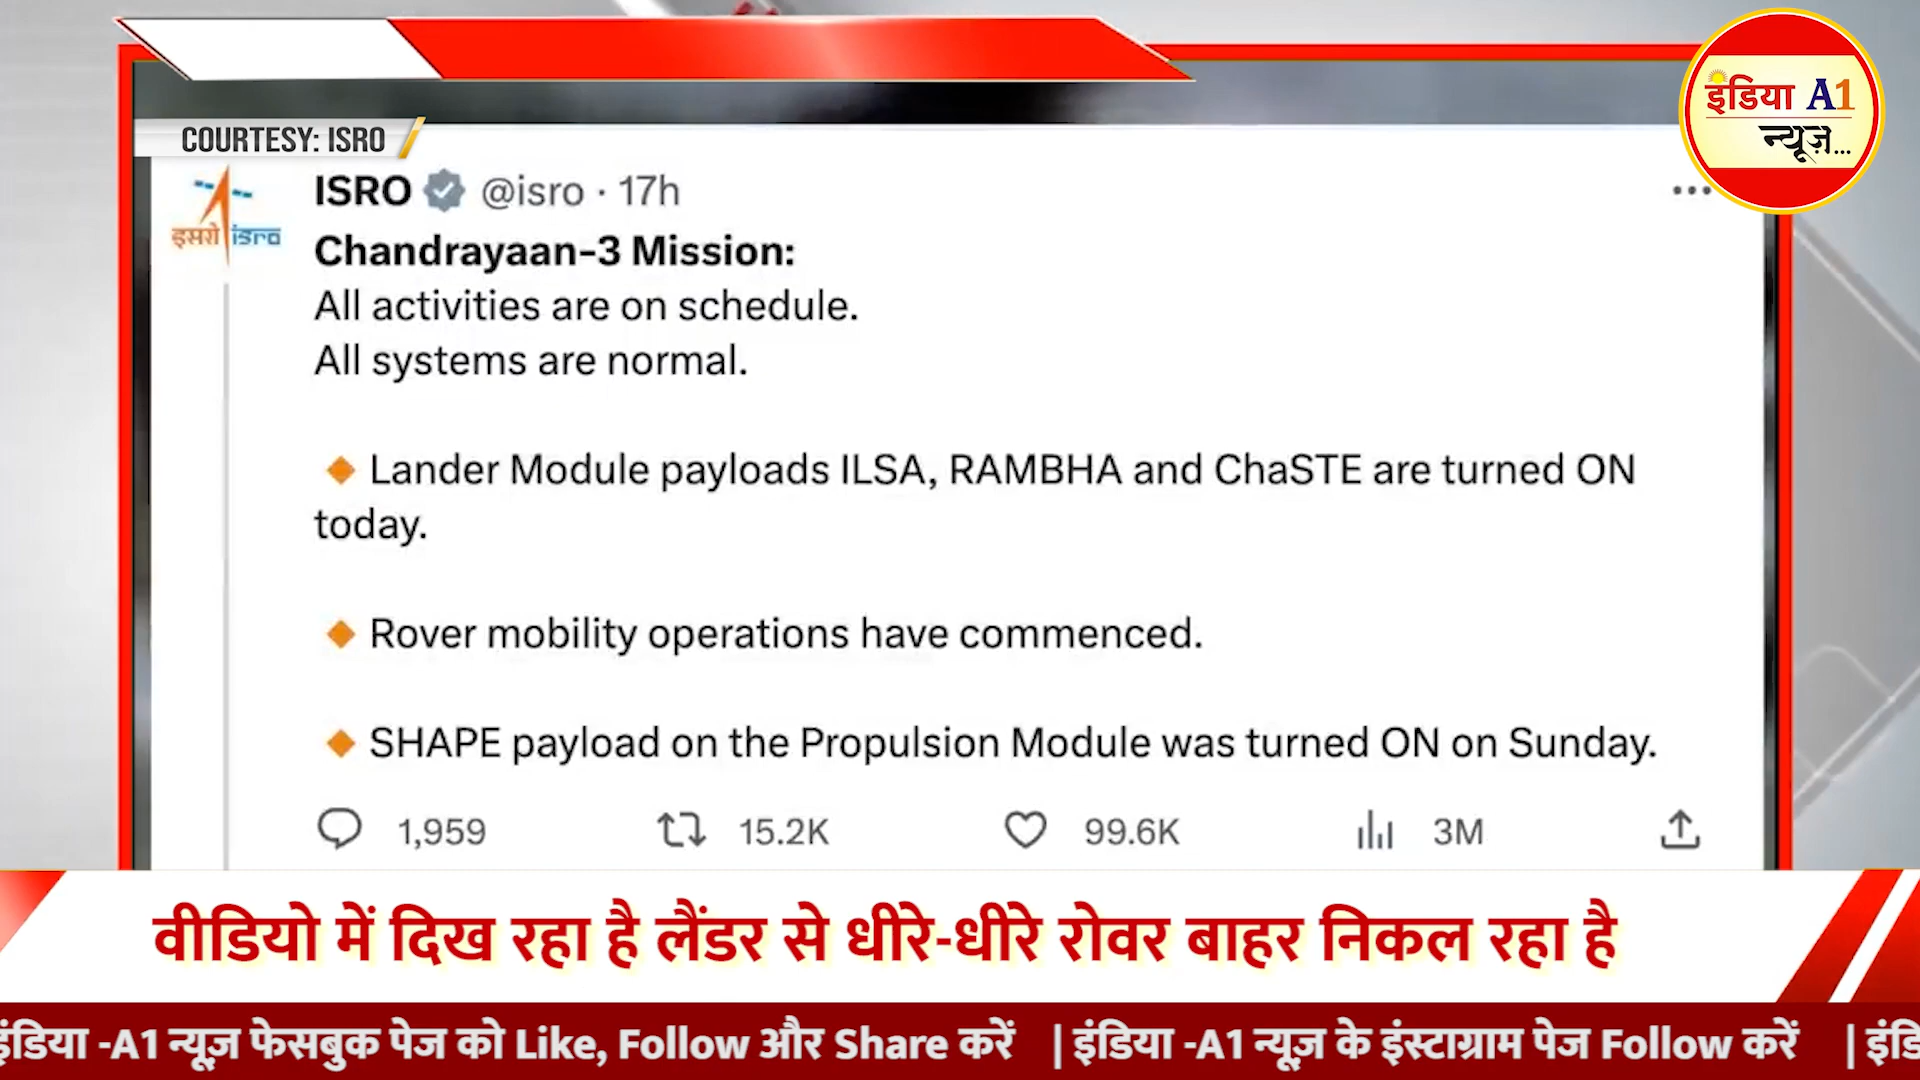 COURTESY: ISRO
इंडिया A1
न्यूज़...
इसरो isro
ISRO @isro · 17h
Chandrayaan-3 Mission:
All activities are on schedule.
All systems are normal.
🔸Lander Module payloads ILSA, RAMBHA and ChaSTE are turned ON
today.
🔸Rover mobility operations have commenced.
🔸SHAPE payload on the Propulsion Module was turned ON on Sunday.
1,959 15.2K 99.6K 3M
वीडियो में दिख रहा है लैंडर से धीरे-धीरे रोवर बाहर निकल रहा है
इंडिया -A1 न्यूज़ फेसबुक पेज को Like, Follow और Share करें | इंडिया -A1 न्यूज़ के इंस्टाग्राम पेज Follow करें |